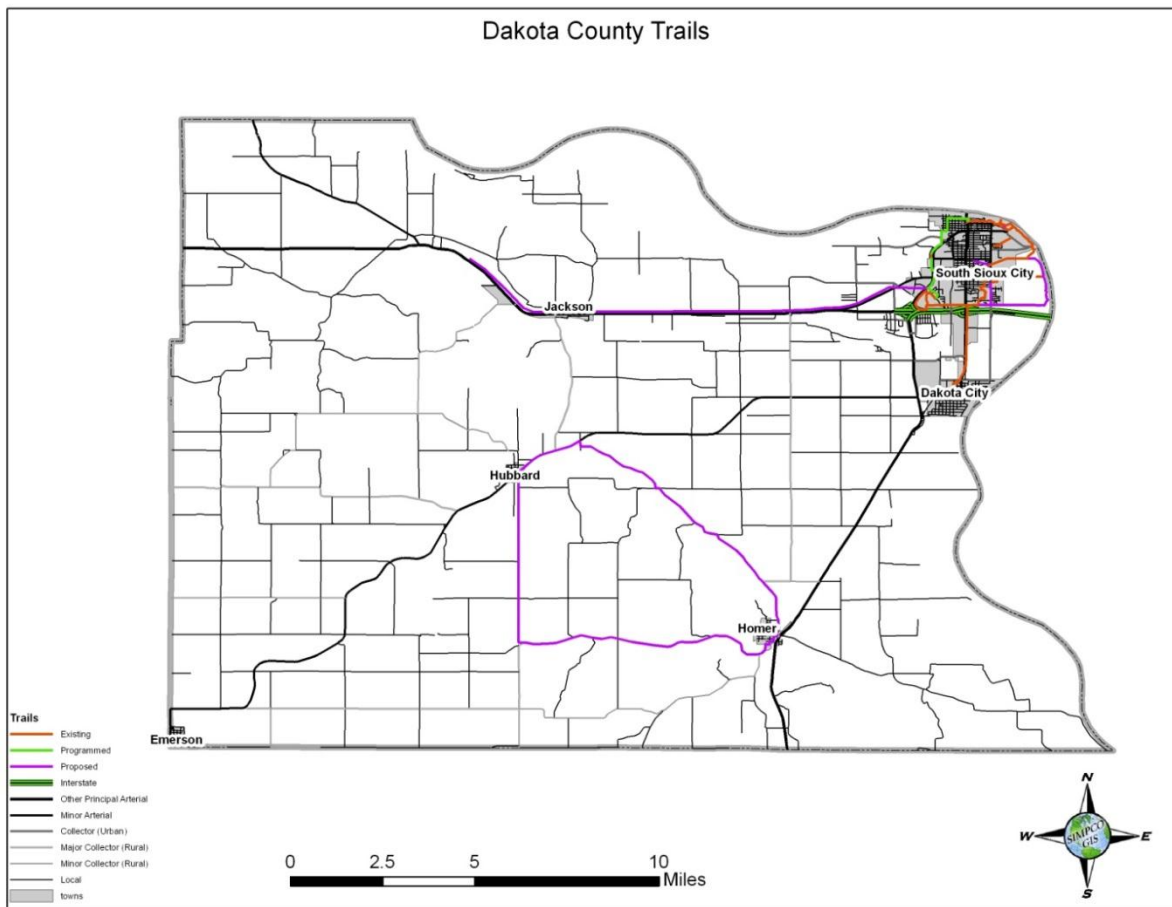 Dakota County Trails
South Sioux City
Jackson
Dakota City
Hubbard
Homer
Emerson
Trails
Existing
Programmed
Proposed
Interstate
Other Principal Arterial
Minor Arterial
Collector (Urban)
Major Collector (Rural)
Minor Collector (Rural)
Local
towns
0 2.5 5 10
Miles
N
W E
S
SIMPCO
GIS